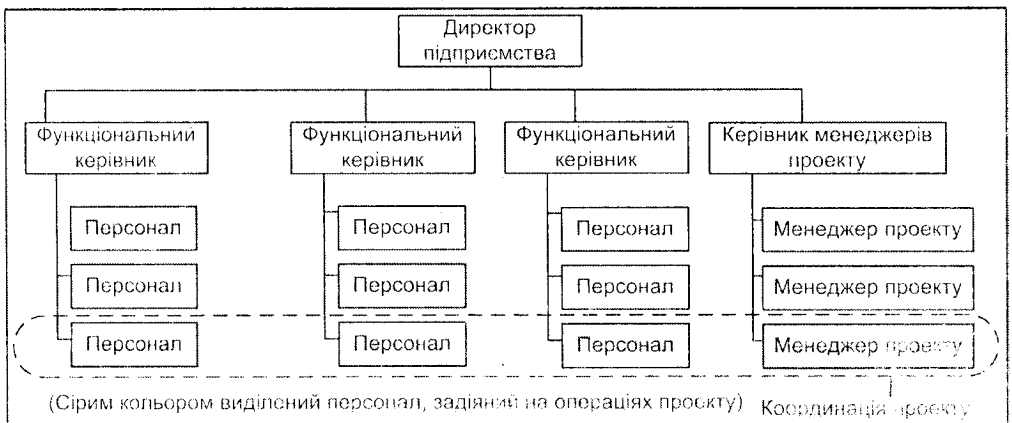 Директор
підприємства
Функціональний
керівник
Функціональний
керівник
Функціональний
керівник
Керівник менеджерів
проекту
Персонал
Персонал
Персонал
Менеджер проекту
Персонал
Персонал
Персонал
Менеджер проекту
Персонал
Персонал
Персонал
Менеджер проекту
(Сірим кольором виділений персонал, задіяний на операціях проекту)
Координація проекту